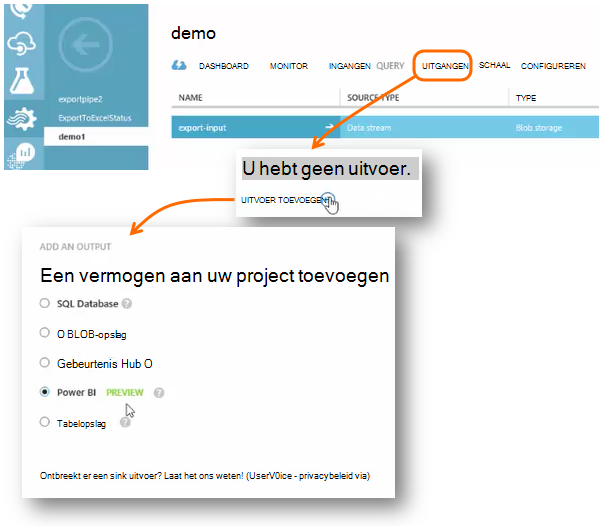 demo
DASHBOARD MONITOR INGANGEN QUERY UITGANGEN SCHAAL CONFIGUREREN
NAME SOURCE TYPE TYPE
exportpipe2
ExportToExcelStatus
demo1
export-input Data stream Blob storage
U hebt geen uitvoer.
UITVOER TOEVOEGEN
ADD AN OUTPUT
Een vermogen aan uw project toevoegen
SQL Database ?
O BLOB-opslag
Gebeurtenis Hub O
Power BI PREVIEW ?
Tabelopslag ?
Ontbreekt er een sink uitvoer? Laat het ons weten! (UserV0ice - privacybeleid via)